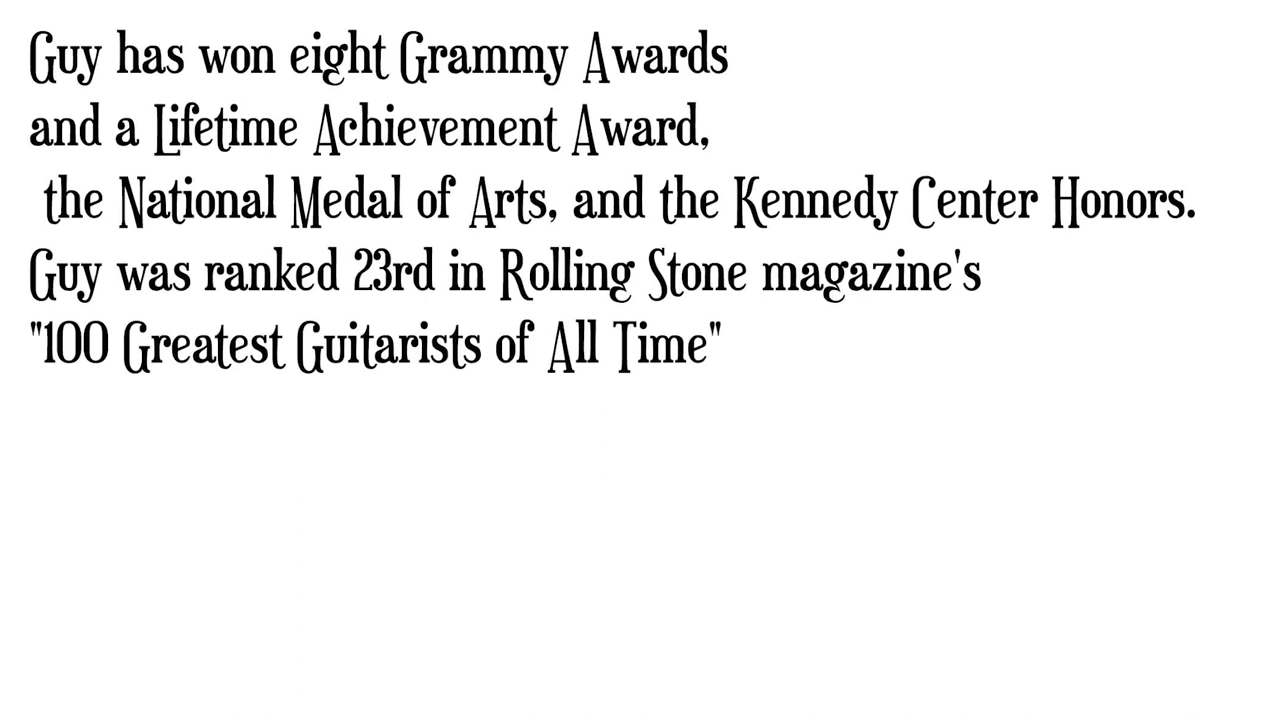 Guy has won eight Grammy Awards
and a Lifetime Achievement Award,
the National Medal of Arts, and the Kennedy Center Honors.
Guy was ranked 23rd in Rolling Stone magazine's
"100 Greatest Guitarists of All Time"